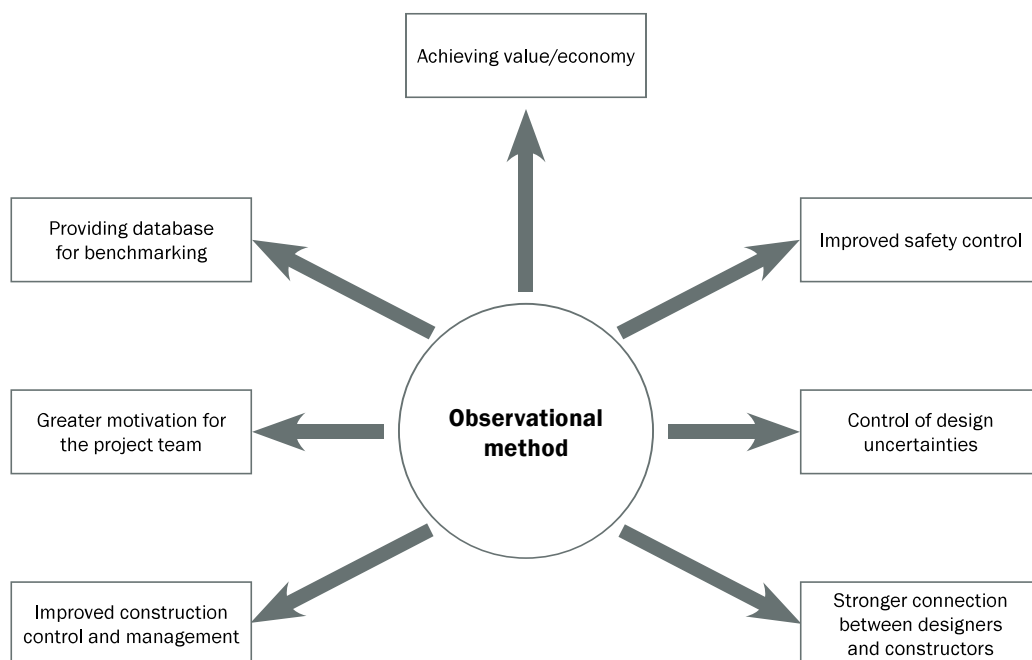 Achieving value/economy
Providing database
for benchmarking
Improved safety control
Greater motivation for
the project team
Observational
method
Control of design
uncertainties
Improved construction
control and management
Stronger connection
between designers
and constructors